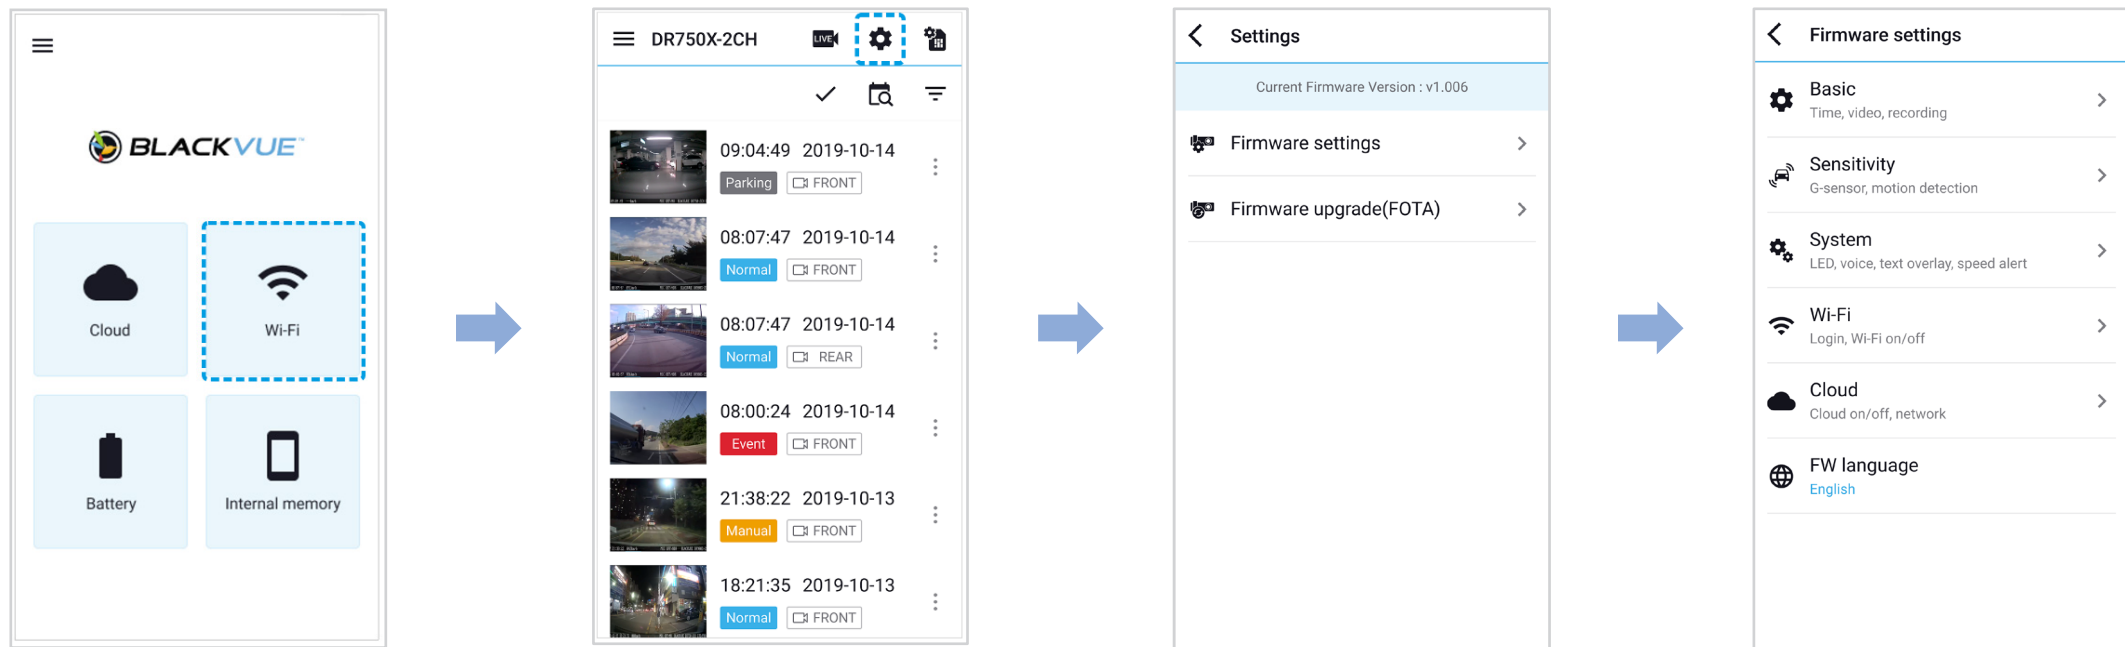 BLACKVUE™
Cloud
Wi-Fi
Battery
Internal memory
DR750X-2CH
LIVE
09:04:49 2019-10-14
Parking FRONT
08:07:47 2019-10-14
Normal FRONT
08:07:47 2019-10-14
Normal REAR
08:00:24 2019-10-14
Event FRONT
21:38:22 2019-10-13
Manual FRONT
18:21:35 2019-10-13
Normal FRONT
Settings
Current Firmware Version : v1.006
Firmware settings
Firmware upgrade(FOTA)
Firmware settings
Basic
Time, video, recording
Sensitivity
G-sensor, motion detection
System
LED, voice, text overlay, speed alert
Wi-Fi
Login, Wi-Fi on/off
Cloud
Cloud on/off, network
FW language
English